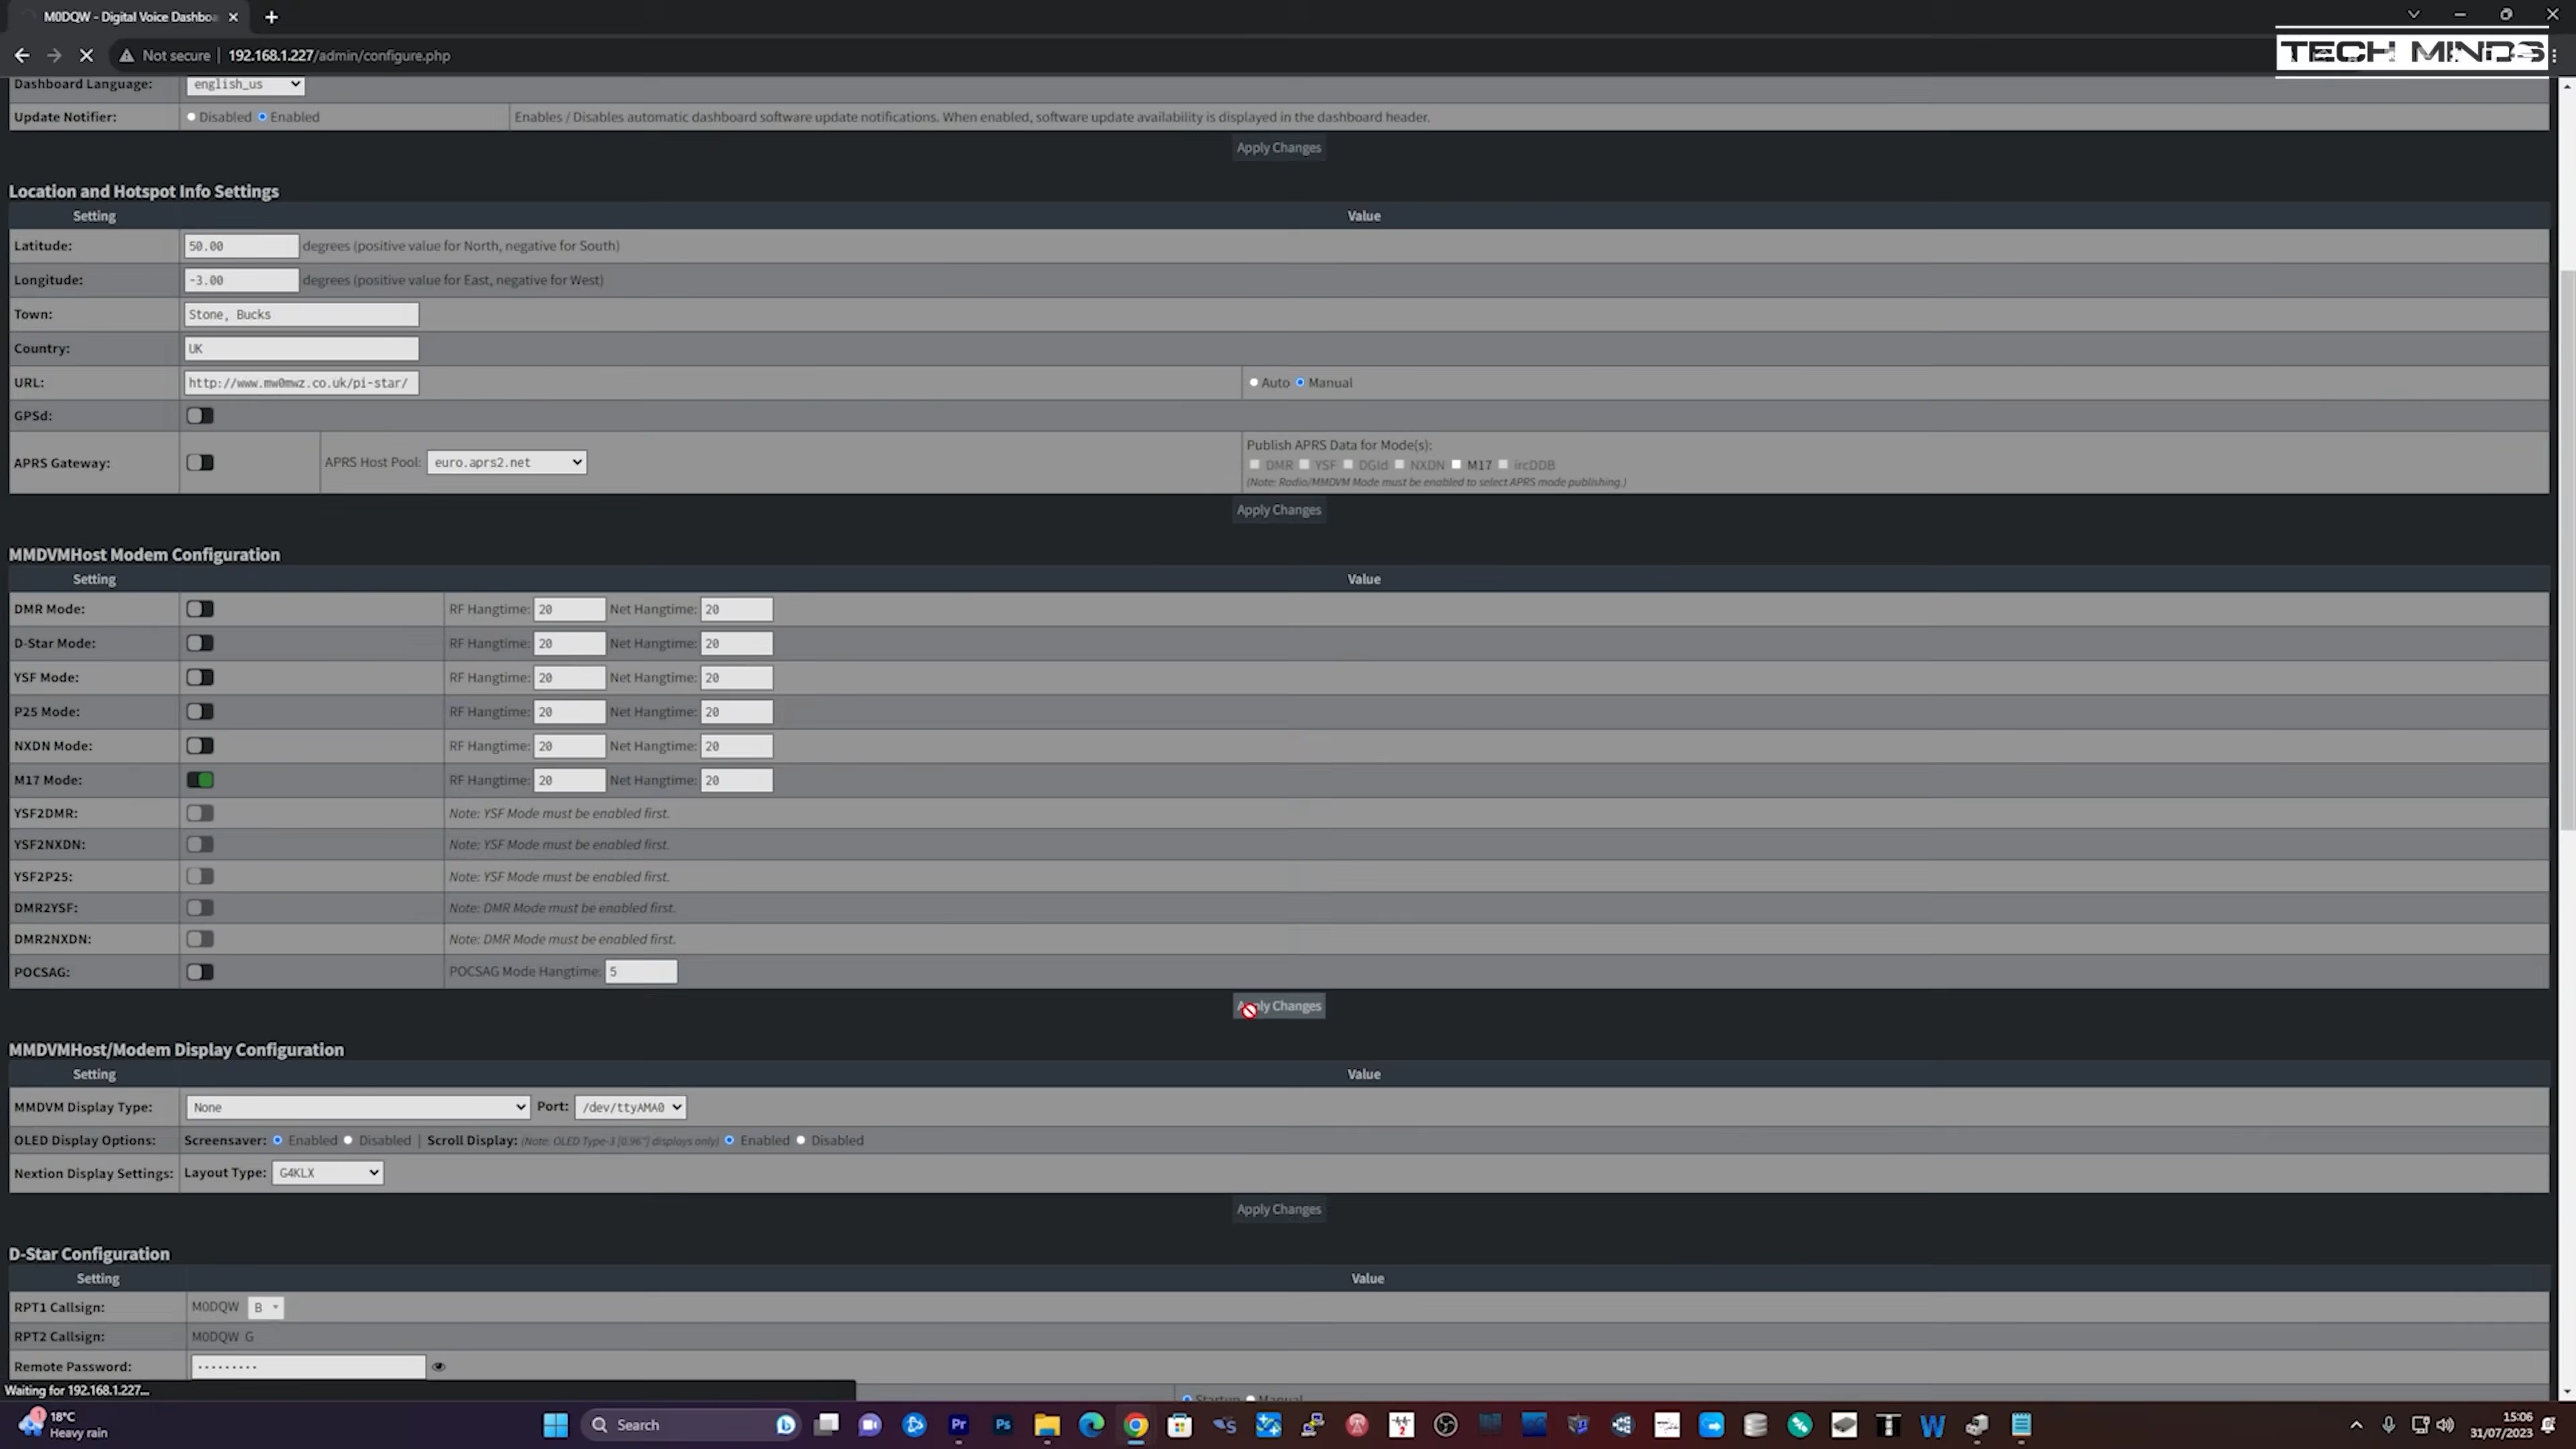 M0DQW - Digital Voice Dashbo
TECH MINDS
Not secure 192.168.1.227/admin/configure.php
Dashboard Language: english_us
Update Notifier: Disabled Enabled Enables / Disables automatic dashboard software update notifications. When enabled, software update availability is displayed in the dashboard header.
Apply Changes
Location and Hotspot Info Settings
Setting Value
Latitude: 50.00 degrees (positive value for North, negative for South)
Longitude: -3.00 degrees (positive value for East, negative for West)
Town: Stone, Bucks
Country: UK
URL: http://www.mw0mwz.co.uk/pi-star/ Auto Manual
GPSd:
Publish APRS Data for Mode(s):
APRS Gateway: APRS Host Pool: euro.aprs2.net DMR YSF DGId NXDN M17 ircDDB
(Note: Radio/MMDVM Mode must be enabled to select APRS mode publishing.)
Apply Changes
MMDVMHost Modem Configuration
Setting Value
DMR Mode: RF Hangtime: 20 Net Hangtime: 20
D-Star Mode: RF Hangtime: 20 Net Hangtime: 20
YSF Mode: RF Hangtime: 20 Net Hangtime: 20
P25 Mode: RF Hangtime: 20 Net Hangtime: 20
NXDN Mode: RF Hangtime: 20 Net Hangtime: 20
M17 Mode: RF Hangtime: 20 Net Hangtime: 20
YSF2DMR: Note: YSF Mode must be enabled first.
YSF2NXDN: Note: YSF Mode must be enabled first.
YSF2P25: Note: YSF Mode must be enabled first.
DMR2YSF: Note: DMR Mode must be enabled first.
DMR2NXDN: Note: DMR Mode must be enabled first.
POCSAG: POCSAG Mode Hangtime: 5
Apply Changes
MMDVMHost/Modem Display Configuration
Setting Value
MMDVM Display Type: None Port: /dev/ttyAMA0
OLED Display Options: Screensaver: Enabled Disabled | Scroll Display: (Note: OLED Type-3 [0.96"] displays only) Enabled Disabled
Nextion Display Settings: Layout Type: G4KLX
Apply Changes
D-Star Configuration
Setting Value
RPT1 Callsign: M0DQW B
RPT2 Callsign: M0DQW G
Remote Password: •••••••••
Waiting for 192.168.1.227...
Startup Manual
1 18°C
Heavy rain
Search
Pr Ps
15:06
31/07/2023